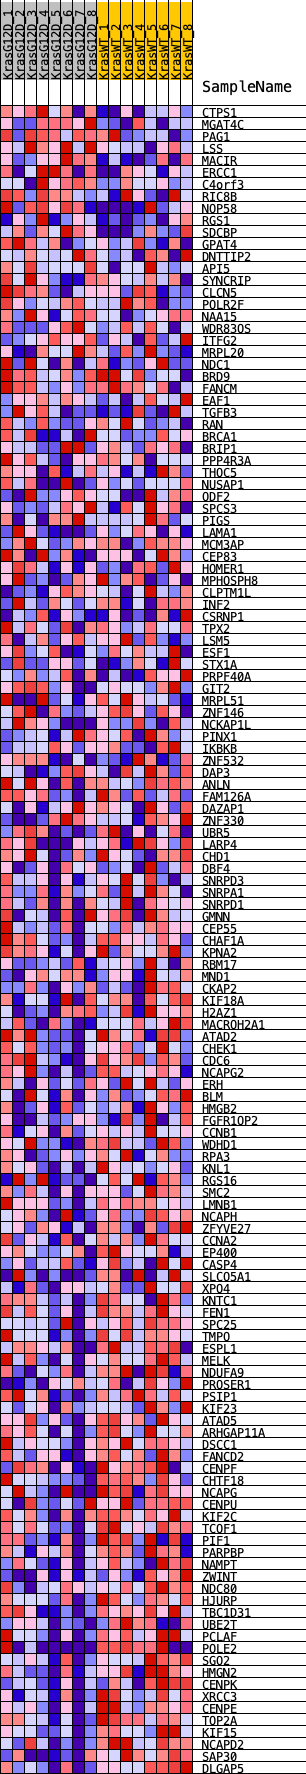 KrasG12D_1
KrasG12D_2
KrasG12D_3
KrasG12D_4
KrasG12D_5
KrasG12D_6
KrasG12D_7
KrasG12D_8
KrasWT_1
KrasWT_2
KrasWT_3
KrasWT_4
KrasWT_5
KrasWT_6
KrasWT_7
KrasWT_8
SampleName
CTPS1
MGAT4C
PAG1
LSS
MACIR
ERCC1
C4orf3
RIC8B
NOP58
RGS1
SDCBP
GPAT4
DNTTIP2
API5
SYNCRIP
CLCN5
POLR2F
NAA15
WDR83OS
ITFG2
MRPL20
NDC1
BRD9
FANCM
EAF1
TGFB3
RAN
BRCA1
BRIP1
PPP4R3A
THOC5
NUSAP1
ODF2
SPCS3
PIGS
LAMA1
MCM3AP
CEP83
HOMER1
MPHOSPH8
CLPTM1L
INF2
CSRNP1
TPX2
LSM5
ESF1
STX1A
PRPF40A
GIT2
MRPL51
ZNF146
NCKAP1L
PINX1
IKBKB
ZNF532
DAP3
ANLN
FAM126A
DAZAP1
ZNF330
UBR5
LARP4
CHD1
DBF4
SNRPD3
SNRPA1
SNRPD1
GMNN
CEP55
CHAF1A
KPNA2
RBM17
MND1
CKAP2
KIF18A
H2AZ1
MACROH2A1
ATAD2
CHEK1
CDC6
NCAPG2
ERH
BLM
HMGB2
FGFR1OP2
CCNB1
WDHD1
RPA3
KNL1
RGS16
SMC2
LMNB1
NCAPH
ZFYVE27
CCNA2
EP400
CASP4
SLCO5A1
XPO4
KNTC1
FEN1
SPC25
TMPO
ESPL1
MELK
NDUFA9
PROSER1
PSIP1
KIF23
ATAD5
ARHGAP11A
DSCC1
FANCD2
CENPF
CHTF18
NCAPG
CENPU
KIF2C
TCOF1
PIF1
PARPBP
NAMPT
ZWINT
NDC80
HJURP
TBC1D31
UBE2T
PCLAF
POLE2
SGO2
HMGN2
CENPK
XRCC3
CENPE
TOP2A
KIF15
NCAPD2
SAP30
DLGAP5